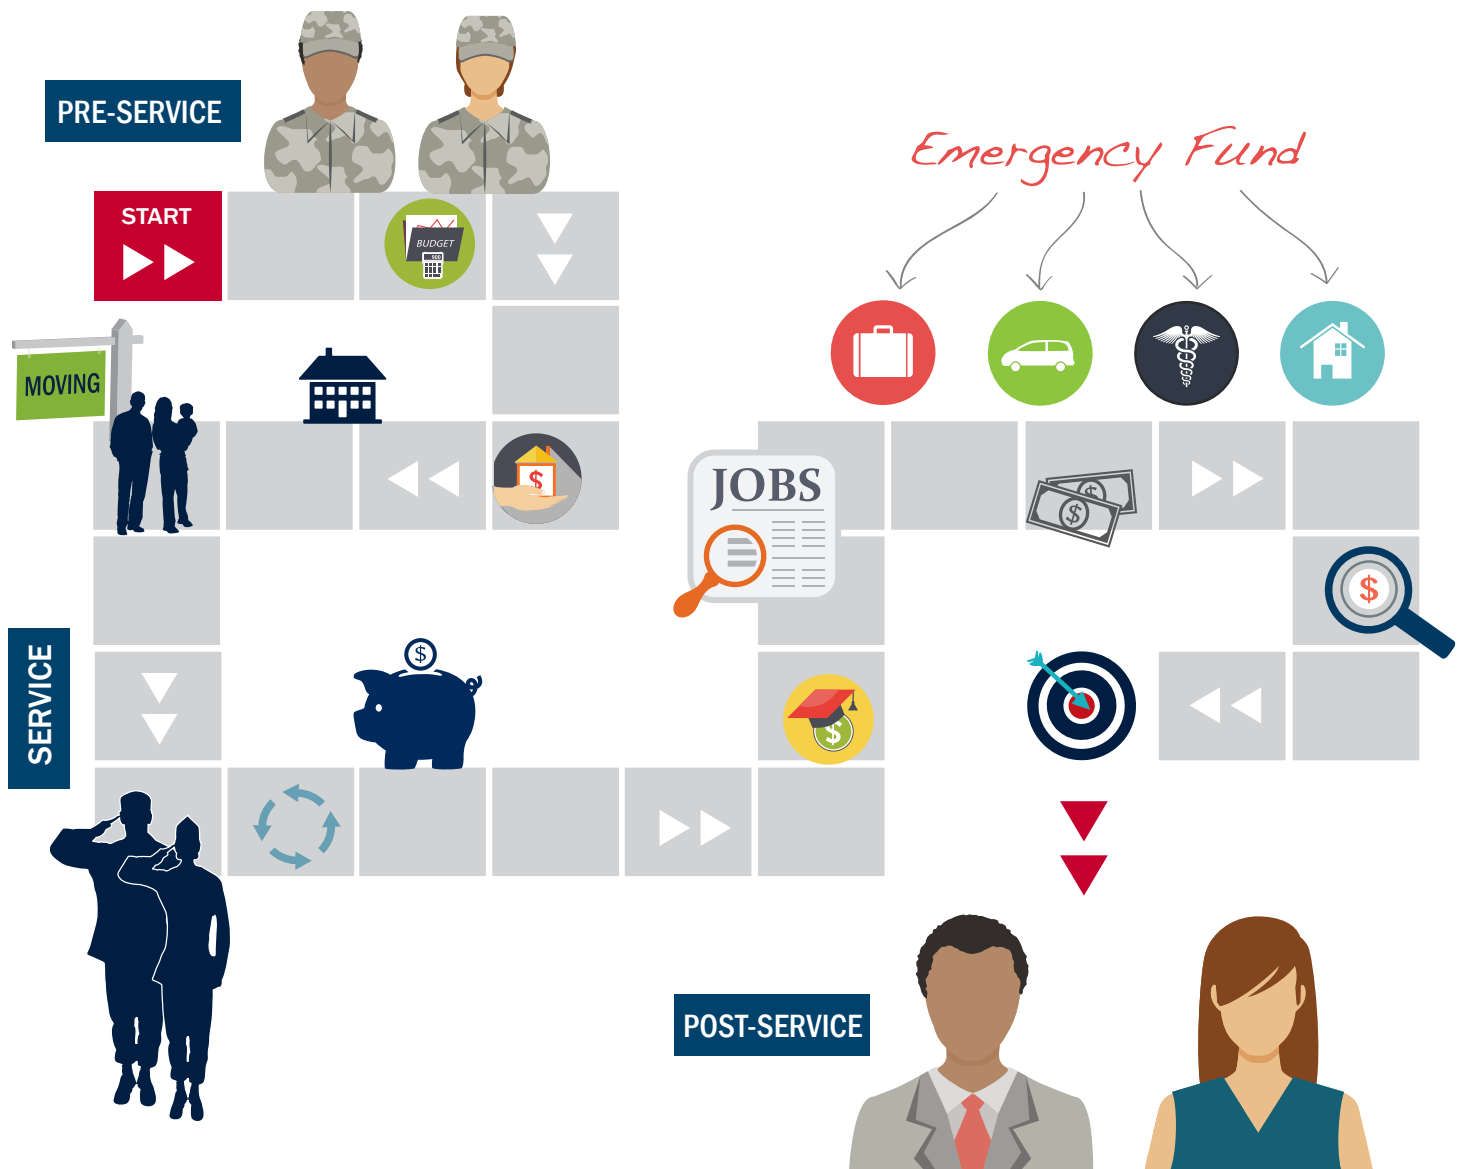 PRE-SERVICE
Emergency Fund
START
BUDGET
MOVING
$
JOBS
$
$
$
SERVICE
$
$
POST-SERVICE